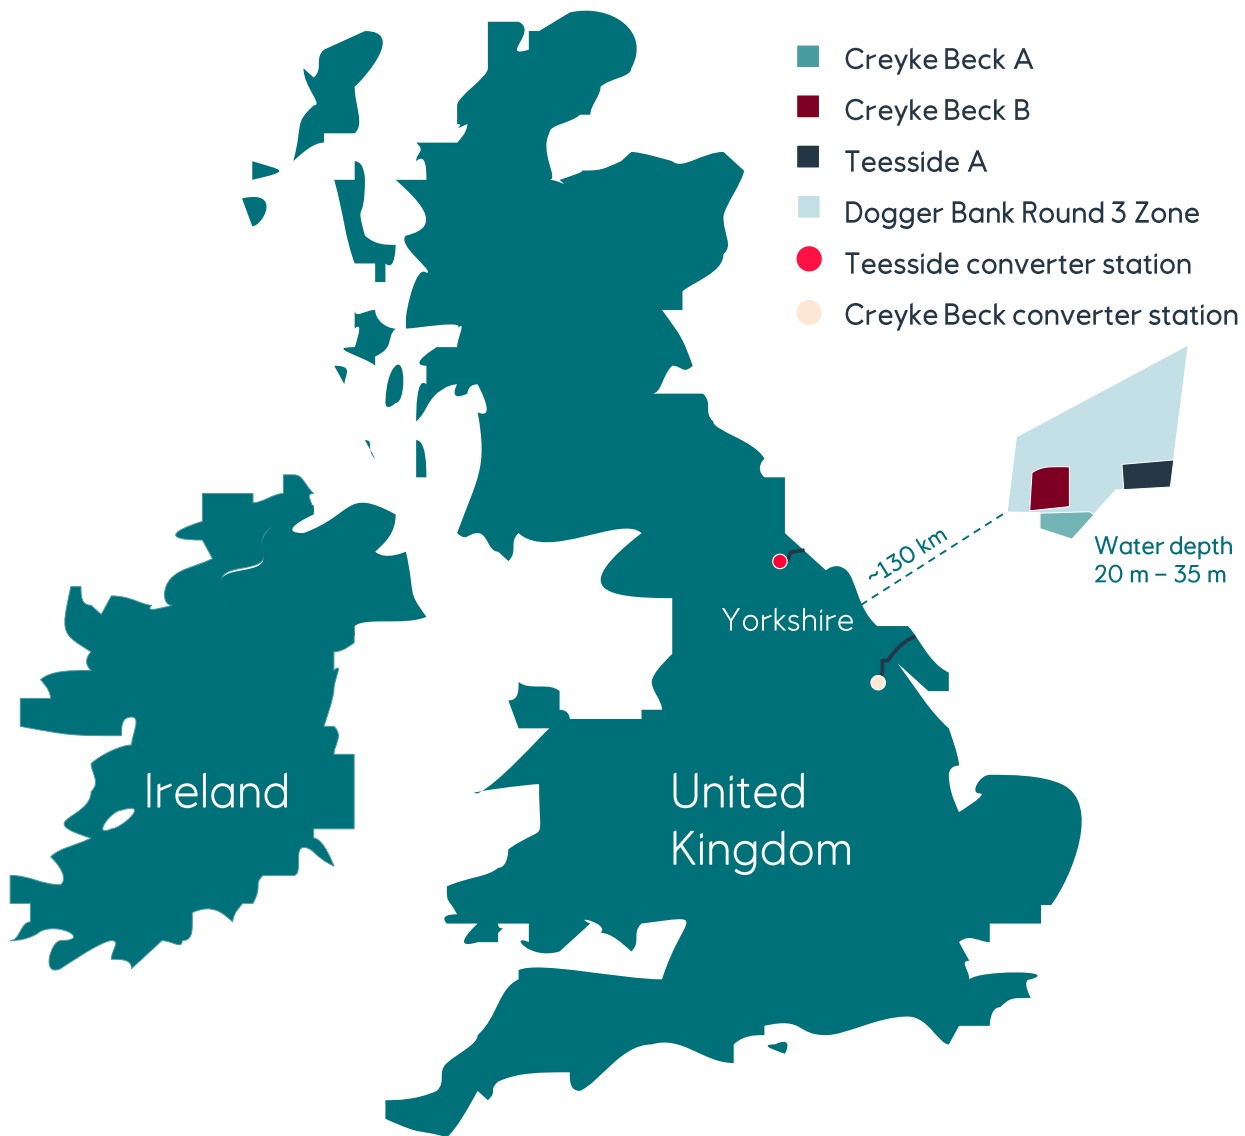 Creyke Beck A
Creyke Beck B
Teesside A
Dogger Bank Round 3 Zone
Teesside converter station
Creyke Beck converter station
~130 km
Water depth
20 m – 35 m
Yorkshire
Ireland
United
Kingdom